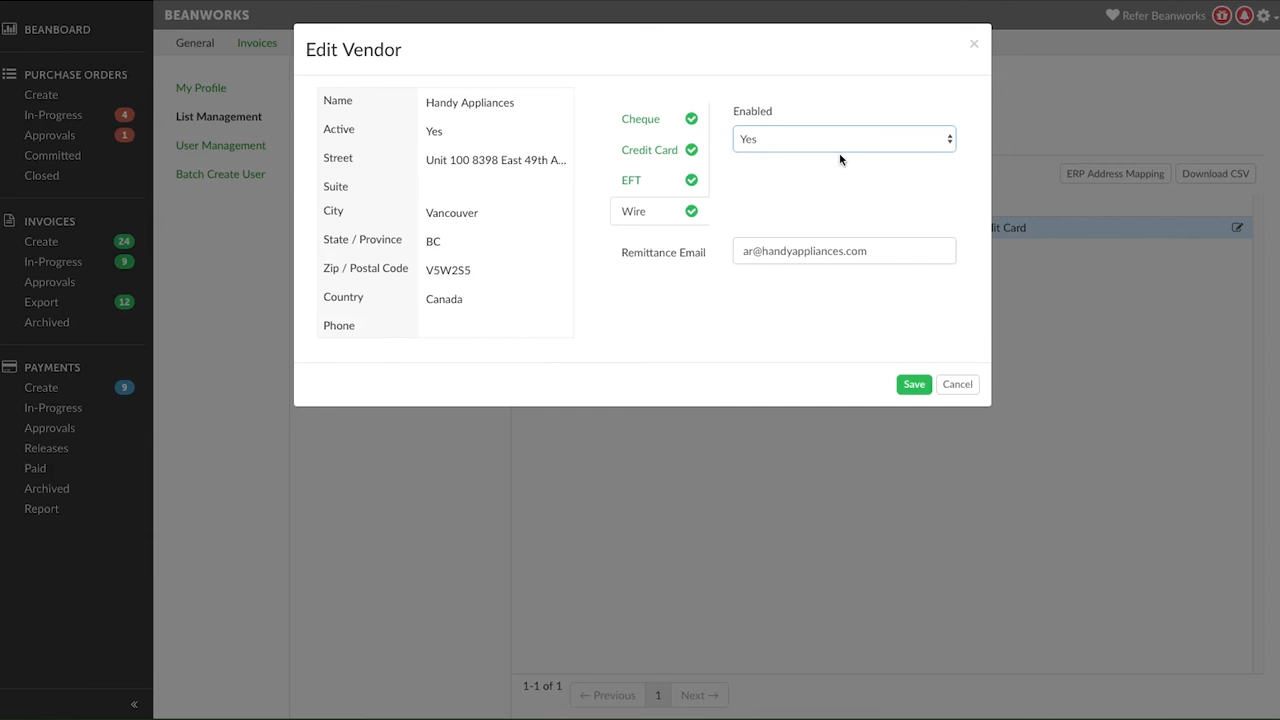 BEANBOARD
PURCHASE ORDERS
Create
In-Progress 4
Approvals 1
Committed
Closed
INVOICES
Create 24
In-Progress 9
Approvals
Export 12
Archived
PAYMENTS
Create 9
In-Progress
Approvals
Releases
Paid
Archived
Report
«
BEANWORKS
Refer Beanworks
General Invoices
My Profile
List Management
User Management
Batch Create User
ERP Address Mapping Download CSV
dit Card
Edit Vendor ×
Name Handy Appliances
Active Yes
Street Unit 100 8398 East 49th A...
Suite
City Vancouver
State / Province BC
Zip / Postal Code V5W2S5
Country Canada
Phone
Cheque
Credit Card
EFT
Wire
Enabled
Yes
Remittance Email ar@handyappliances.com
Save Cancel
1-1 of 1 ← Previous 1 Next →